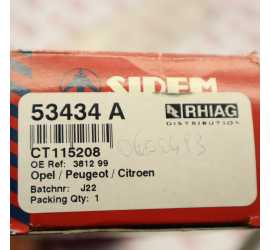 SIDEM
53434 A
RHIAG
DISTRIBUTION
CT115208
OE Ref: 3812 99
Opel / Peugeot / Citroen
Batchnr: J22
Packing Qty: 1